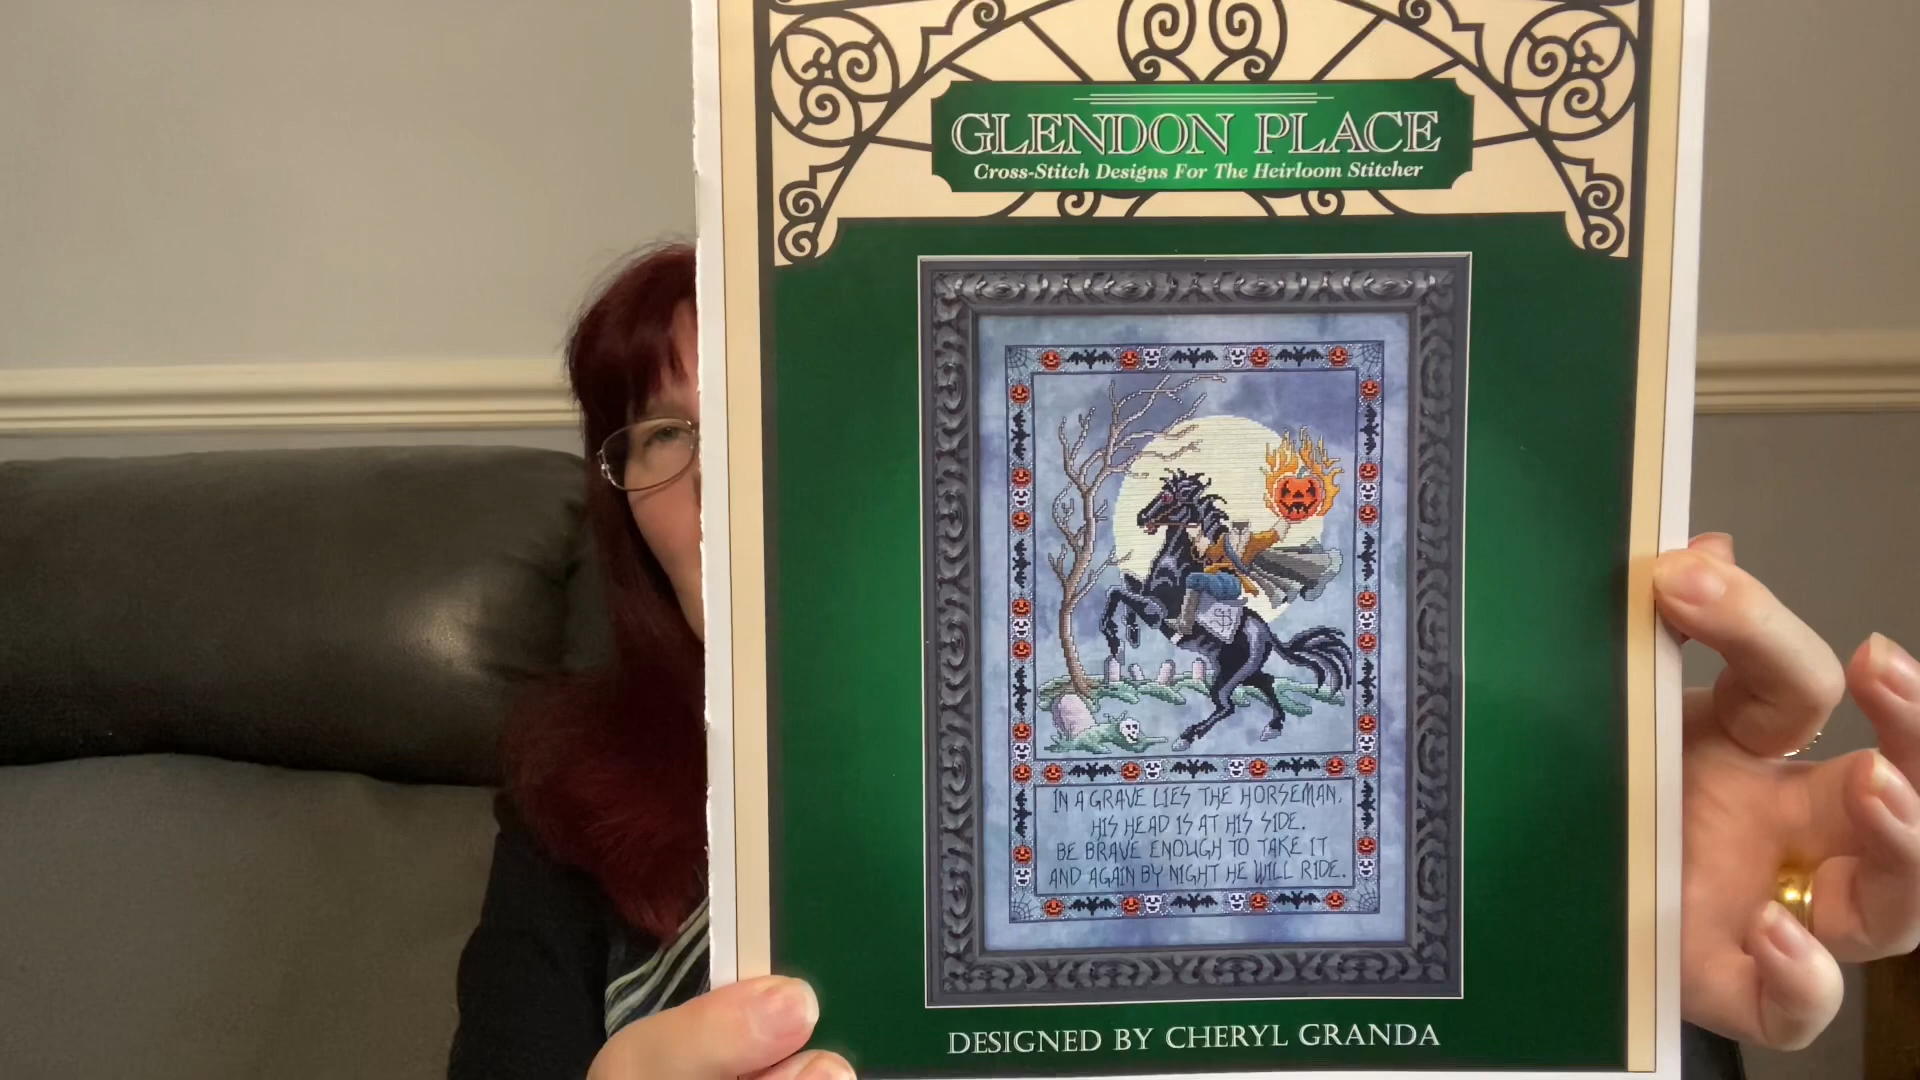 GLENDON PLACE
Cross-Stitch Designs For The Heirloom Stitcher
IN A GRAVE LIES THE HORSEMAN,
HIS HEAD IS AT HIS SIDE.
BE BRAVE ENOUGH TO TAKE IT
AND AGAIN BY NIGHT HE WILL RIDE.
DESIGNED BY CHERYL GRANDA